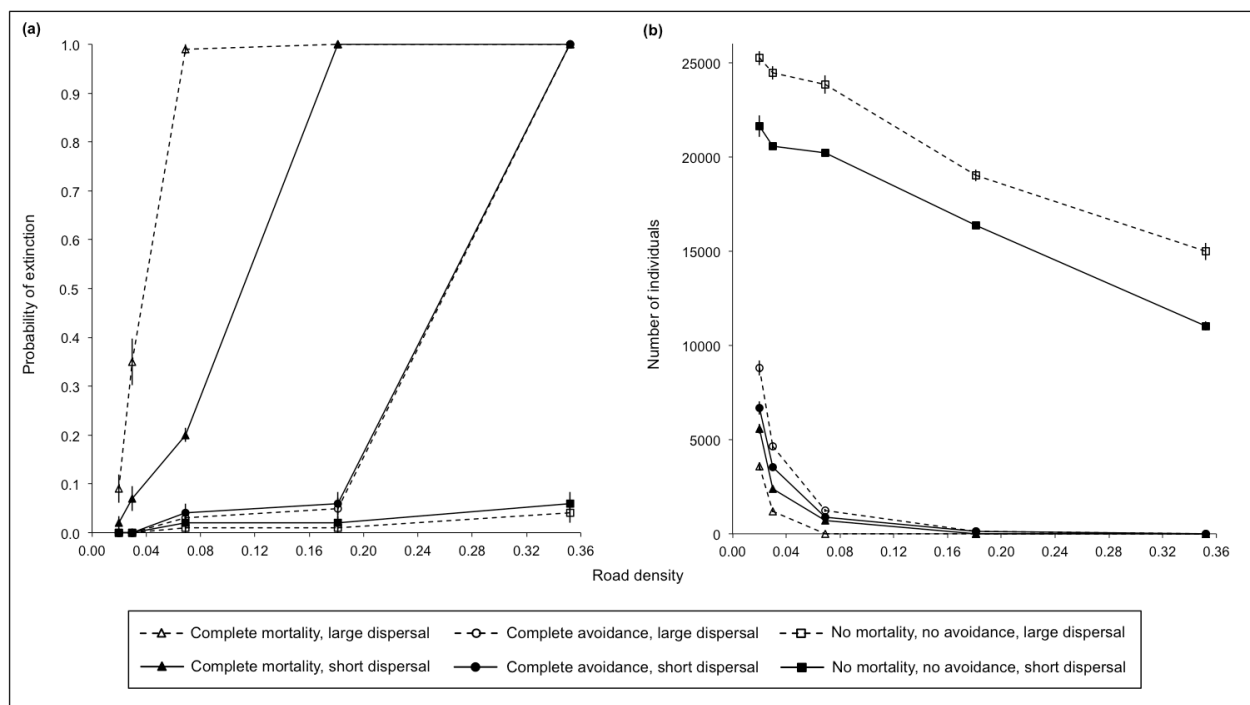 (a)
1.0
0.9
0.8
0.7
0.6
0.5
0.4
0.3
0.2
0.1
0.0
Probability of extinction
0.00 0.04 0.08 0.12 0.16 0.20 0.24 0.28 0.32 0.36
(b)
25000
20000
15000
10000
5000
0
Number of individuals
0.00 0.04 0.08 0.12 0.16 0.20 0.24 0.28 0.32 0.36
Road density
Complete mortality, large dispersal
Complete avoidance, large dispersal
No mortality, no avoidance, large dispersal
Complete mortality, short dispersal
Complete avoidance, short dispersal
No mortality, no avoidance, short dispersal